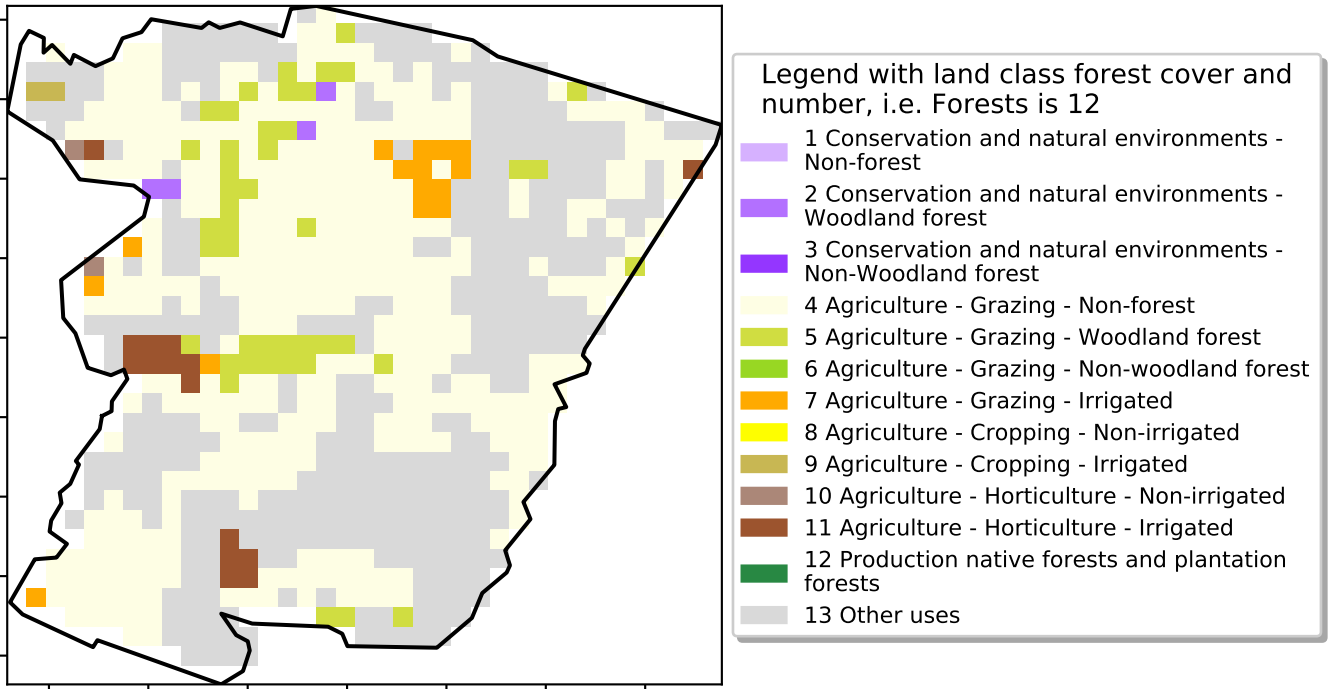 Legend with land class forest cover and
number, i.e. Forests is 12
1 Conservation and natural environments -
Non-forest
2 Conservation and natural environments -
Woodland forest
3 Conservation and natural environments -
Non-Woodland forest
4 Agriculture - Grazing - Non-forest
5 Agriculture - Grazing - Woodland forest
6 Agriculture - Grazing - Non-woodland forest
7 Agriculture - Grazing - Irrigated
8 Agriculture - Cropping - Non-irrigated
9 Agriculture - Cropping - Irrigated
10 Agriculture - Horticulture - Non-irrigated
11 Agriculture - Horticulture - Irrigated
12 Production native forests and plantation
forests
13 Other uses